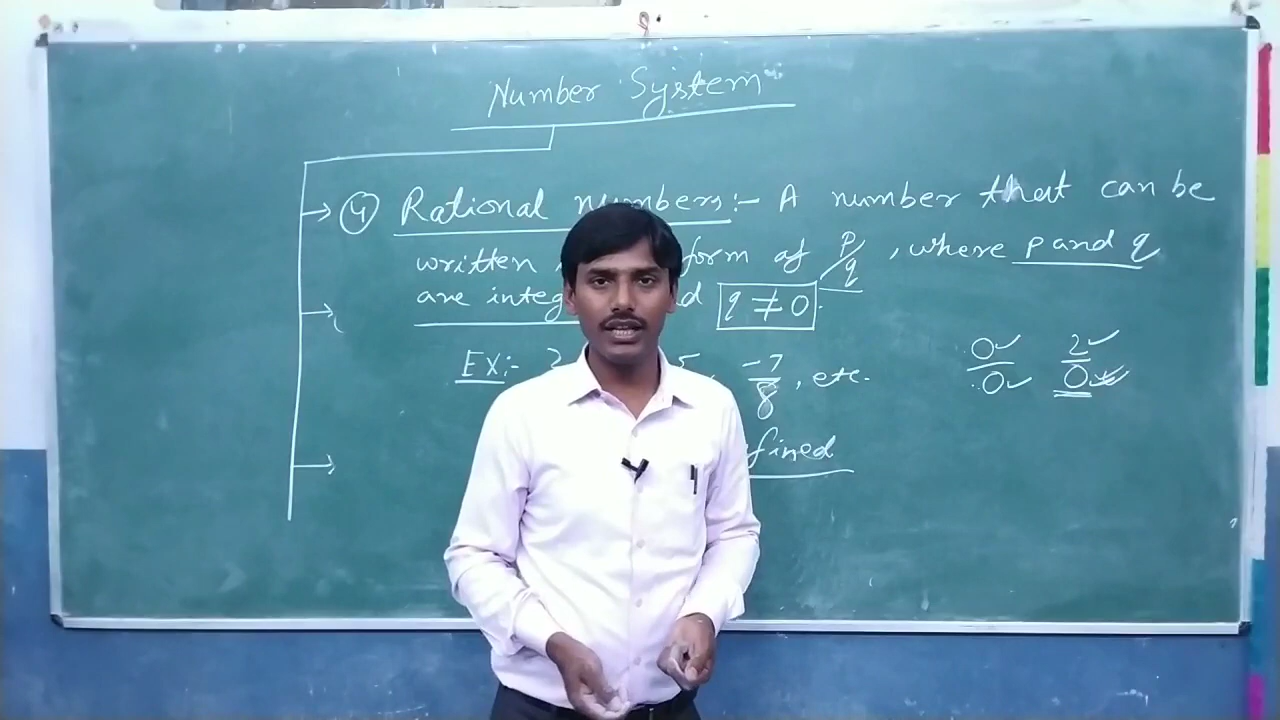 Number System
④ Rational numbers:- A number that can be
written form of p/q, where p and q
are integ q ≠ 0
EX:- -7/8, etc.
0/0 2/0
fined